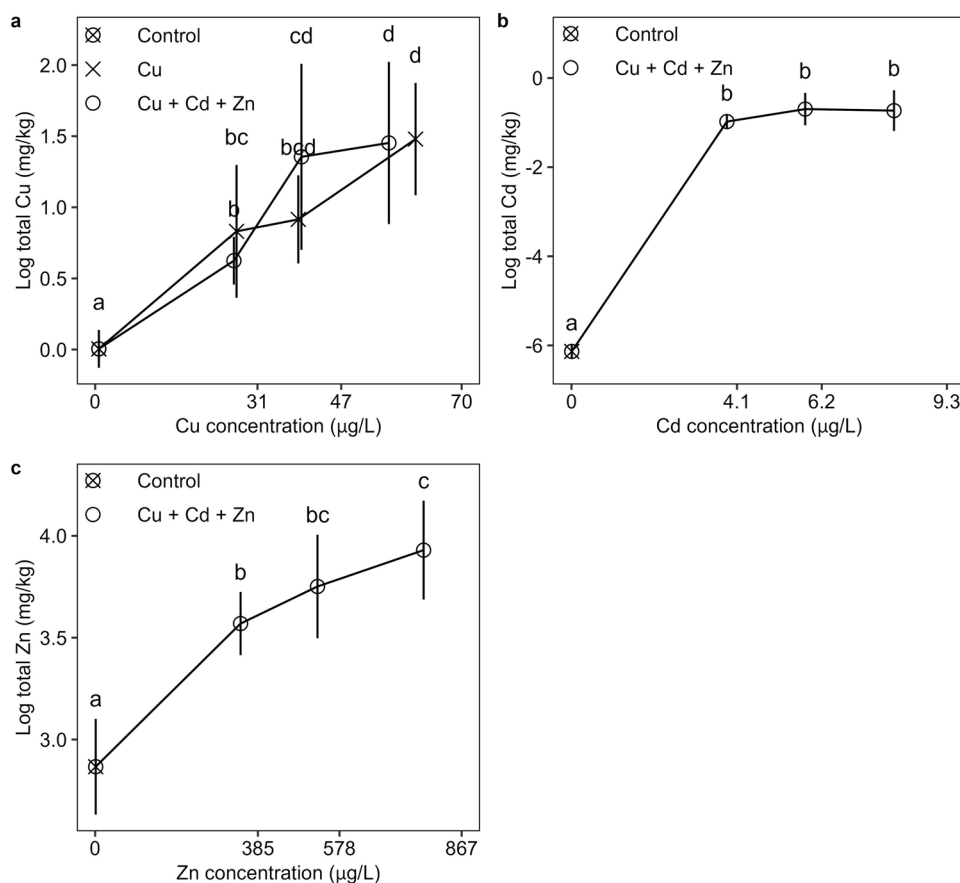 a
Control
Cu
Cu + Cd + Zn
Log total Cu (mg/kg)
2.0
1.5
1.0
0.5
0.0
a
b
bc
bcd
cd
d
d
0
31
47
70
Cu concentration (µg/L)
b
Control
Cu + Cd + Zn
Log total Cd (mg/kg)
0
-2
-4
-6
a
b
b
b
0
4.1
6.2
9.3
Cd concentration (µg/L)
c
Control
Cu + Cd + Zn
Log total Zn (mg/kg)
4.0
3.5
3.0
a
b
bc
c
0
385
578
867
Zn concentration (µg/L)